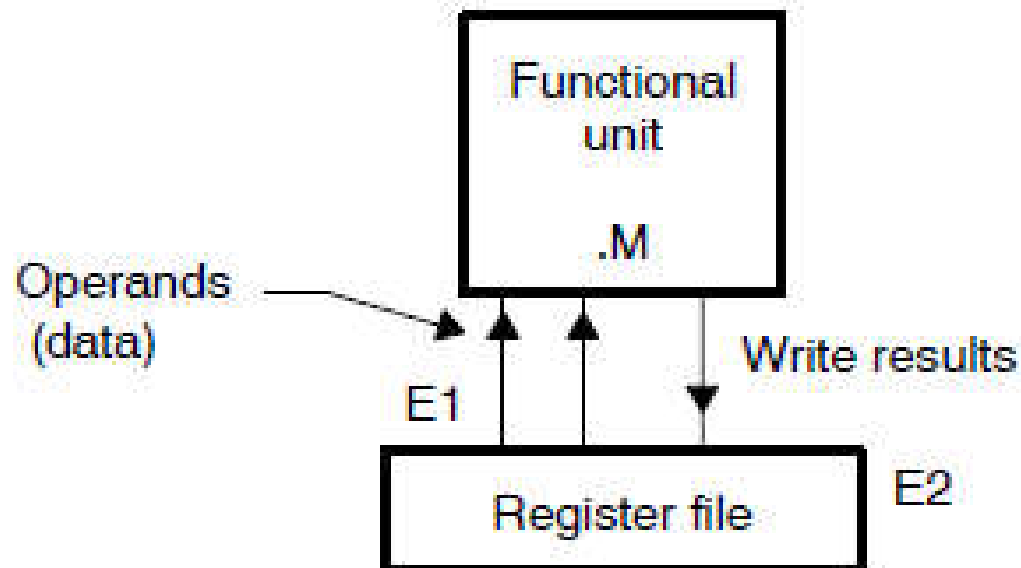 Functional
unit
.M
Operands
(data)
Write results
E1
E2
Register file